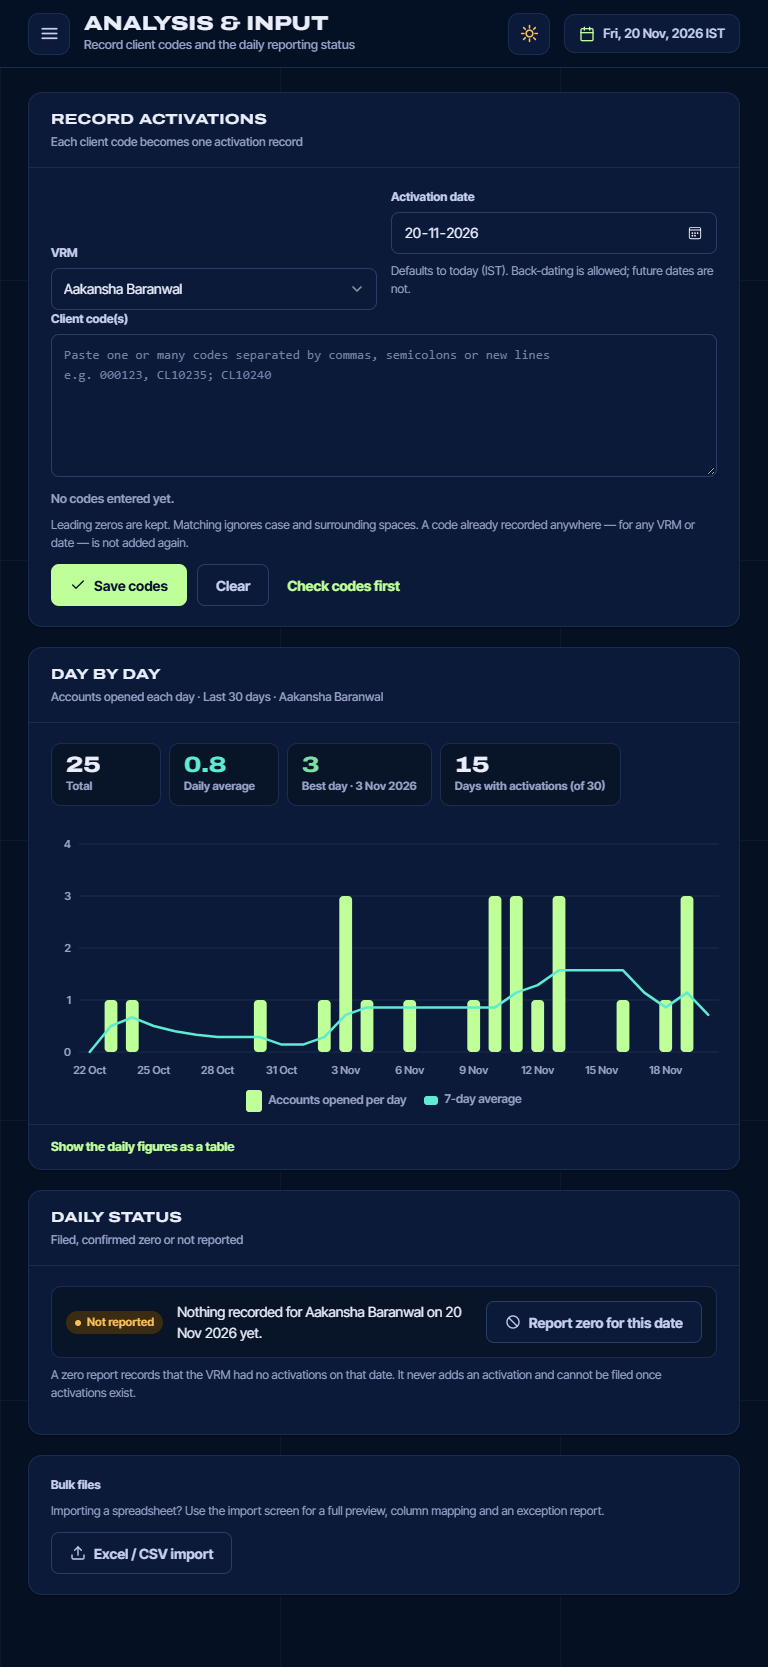 ANALYSIS & INPUT
Record client codes and the daily reporting status
Fri, 20 Nov, 2026 IST
RECORD ACTIVATIONS
Each client code becomes one activation record
VRM
Aakansha Baranwal
Activation date
20-11-2026
Defaults to today (IST). Back-dating is allowed; future dates are
not.
Client code(s)
Paste one or many codes separated by commas, semicolons or new lines
e.g. 000123, CL10235; CL10240
No codes entered yet.
Leading zeros are kept. Matching ignores case and surrounding spaces. A code already recorded anywhere — for any VRM or
date — is not added again.
Save codes
Clear
Check codes first
DAY BY DAY
Accounts opened each day · Last 30 days · Aakansha Baranwal
25
Total
0.8
Daily average
3
Best day · 3 Nov 2026
15
Days with activations (of 30)
4
3
2
1
0
22 Oct
25 Oct
28 Oct
31 Oct
3 Nov
6 Nov
9 Nov
12 Nov
15 Nov
18 Nov
Accounts opened per day
7-day average
Show the daily figures as a table
DAILY STATUS
Filed, confirmed zero or not reported
Not reported
Nothing recorded for Aakansha Baranwal on 20
Nov 2026 yet.
Report zero for this date
A zero report records that the VRM had no activations on that date. It never adds an activation and cannot be filed once
activations exist.
Bulk files
Importing a spreadsheet? Use the import screen for a full preview, column mapping and an exception report.
Excel / CSV import